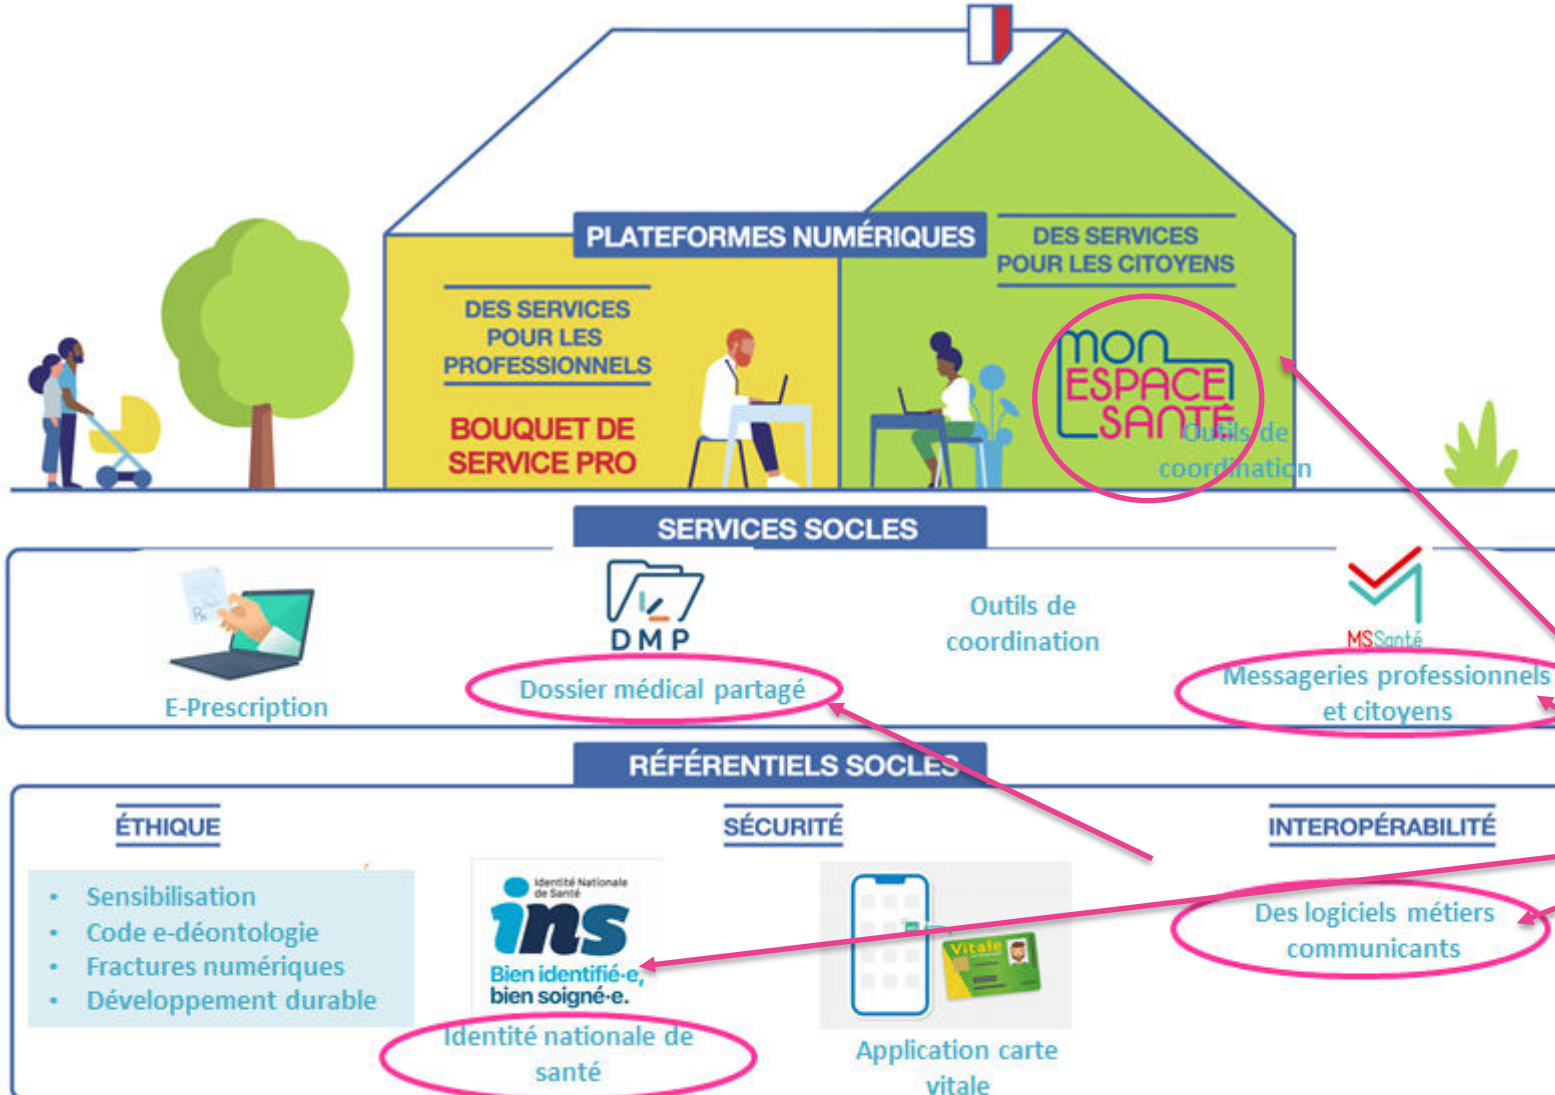 PLATEFORMES NUMÉRIQUES
DES SERVICES
POUR LES
PROFESSIONNELS
BOUQUET DE
SERVICE PRO
DES SERVICES
POUR LES CITOYENS
mon
ESPACE
SANTÉ
Outils de
coordination
SERVICES SOCLES
E-Prescription
DMP
Dossier médical partagé
Outils de
coordination
MSSanté
Messageries professionnels
et citoyens
RÉFÉRENTIELS SOCLES
ÉTHIQUE
• Sensibilisation
• Code e-déontologie
• Fractures numériques
• Développement durable
SÉCURITÉ
Identité Nationale
de Santé
ins
Bien identifié·e,
bien soigné·e.
Identité nationale de
santé
Vitale
Application carte
vitale
INTEROPÉRABILITÉ
Des logiciels métiers
communicants